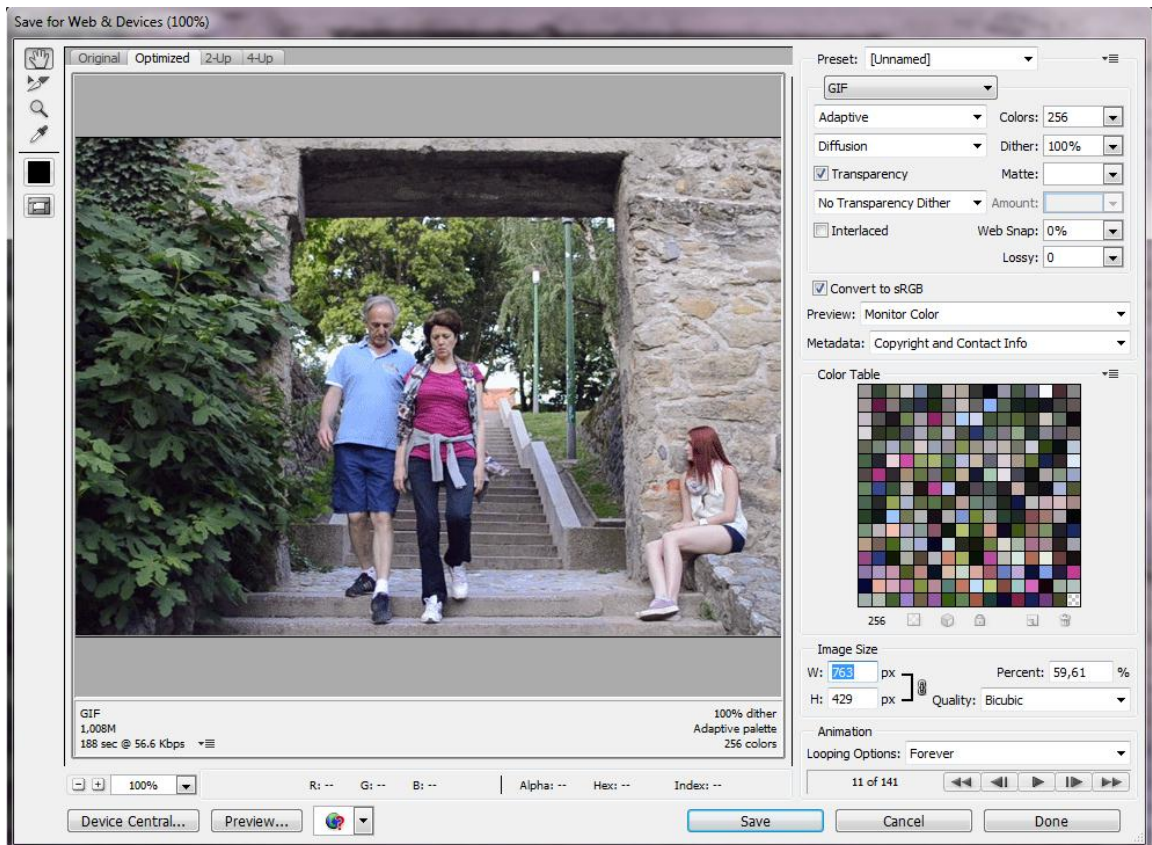 Save for Web & Devices (100%)
Original Optimized 2-Up 4-Up
Preset: [Unnamed]
GIF
Adaptive Colors: 256
Diffusion Dither: 100%
Transparency Matte:
No Transparency Dither Amount:
Interlaced Web Snap: 0%
Lossy: 0
Convert to sRGB
Preview: Monitor Color
Metadata: Copyright and Contact Info
Color Table
256
Image Size
W: 763 px Percent: 59,61 %
H: 429 px Quality: Bicubic
Animation
Looping Options: Forever
11 of 141
GIF 100% dither
1,008M Adaptive palette
188 sec @ 56.6 Kbps 256 colors
100% R: -- G: -- B: -- Alpha: -- Hex: -- Index: --
Device Central... Preview... Save Cancel Done